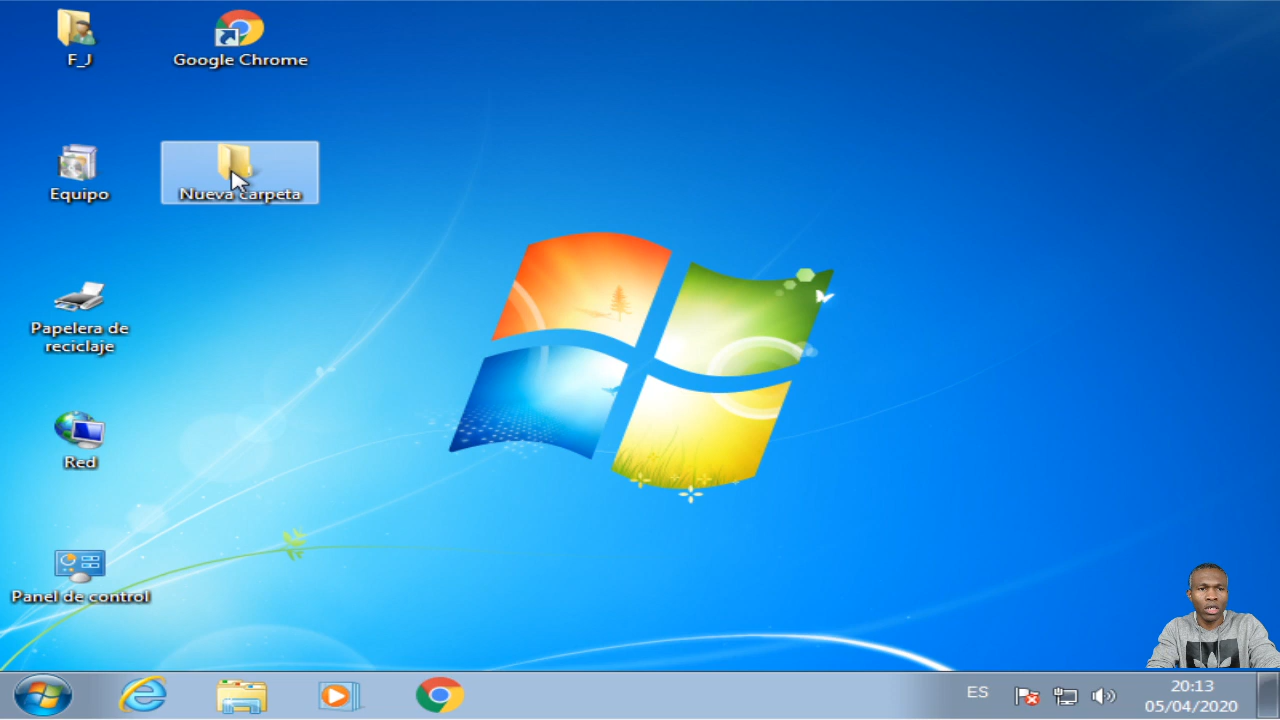 F_J
Google Chrome
Equipo
Nueva carpeta
Papelera de
reciclaje
Red
Panel de control
ES
20:13
05/04/2020